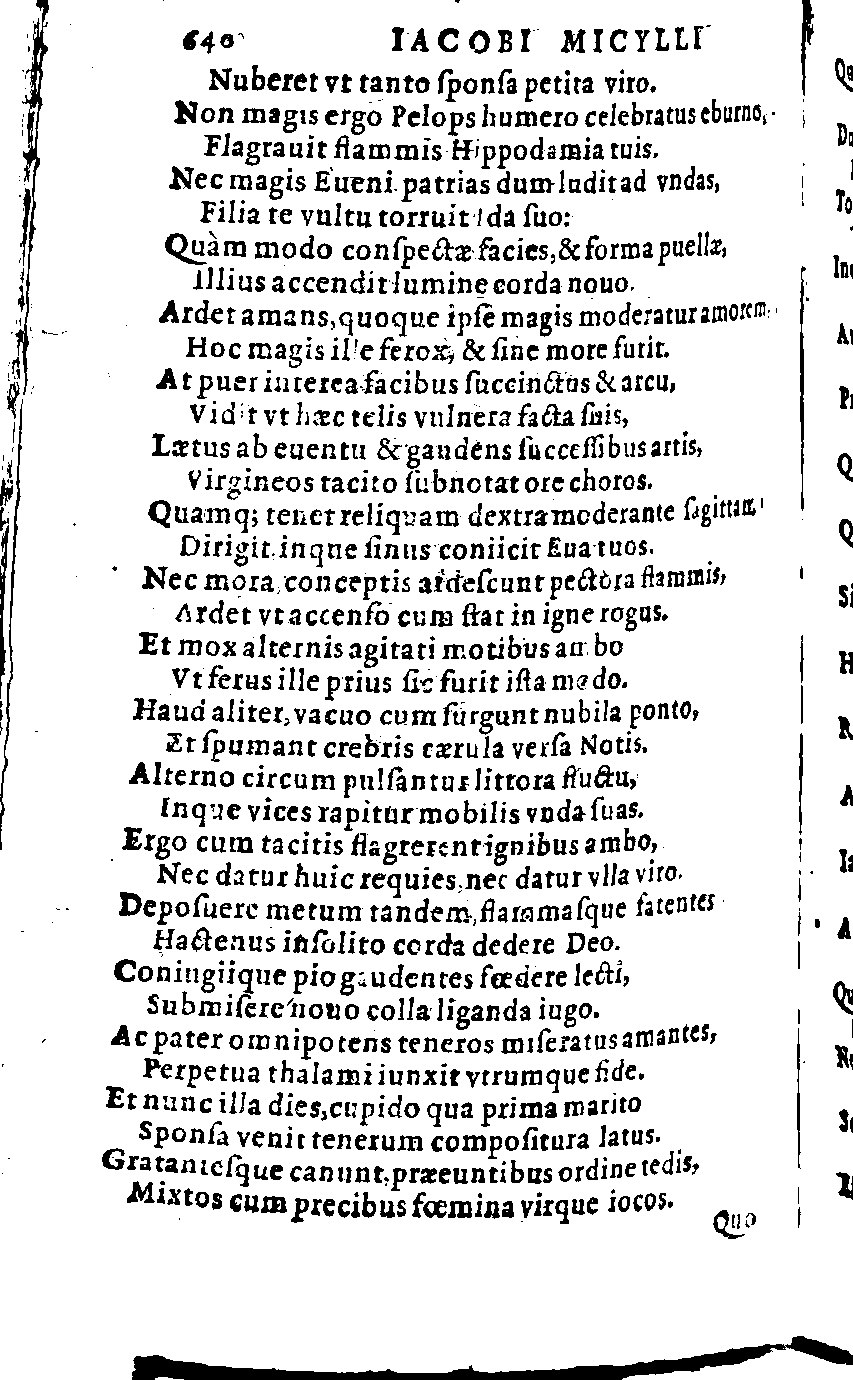 640 IACOBI MICYLLI
Nuberet vt tanto ſponſa petita viro.
Non magis ergo Pelops humero celebratus eburno,
Flagrauit flammis Hippodamia tuis.
Nec magis Eueni patrias dum luditad vndas,
Filia te vultu torruit Ida ſuo:
Quàm modo conſpectæ facies, & forma puellæ,
Illius accendit lumine corda nouo.
Ardet amans, quoque ipſe magis moderatur amorem
Hoc magis ille ferox, & ſine more furit.
At puer interea facibus ſuccinctus & arcu,
Vidit vt hæc telis vulnera facta ſuis,
Lætus ab euentu & gaudens ſucceſſibus artis,
Virgineos tacito ſubnotat ore choros.
Quamq; tenet reliquam dextra moderante ſagittam
Dirigit, inque ſinus coniicit Eua tuos.
Nec mora, conceptis ardeſcunt pectora flammis,
Ardet vt accenſo cum ſtat in igne rogus.
Et mox alternis agitati motibus ambo
Vt ferus ille prius ſic furit iſta modo.
Haud aliter, vacuo cum ſurgunt nubila ponto,
Et ſpumant crebris cærula verſa Notis.
Alterno circum pulſantur littora fluctu,
Inque vices rapitur mobilis vnda ſuas.
Ergo cum tacitis flagrerent ignibus ambo,
Nec datur huic requies, nec datur vlla viro.
Depoſuere metum tandem, flammaſque fatentes
Hactenus inſolito corda dedere Deo.
Coniugiique pio gaudentes fœdere lecti,
Submiſere nouo colla liganda iugo.
Ac pater omnipotens teneros miſeratus amantes,
Perpetua thalami iunxit vtrumque fide.
Et nunc illa dies, cupido qua prima marito
Sponſa venit tenerum compoſitura latus.
Grataniesque canunt, præeuntibus ordine tedis,
Mixtos cum precibus fœmina virque iocos.
Quo